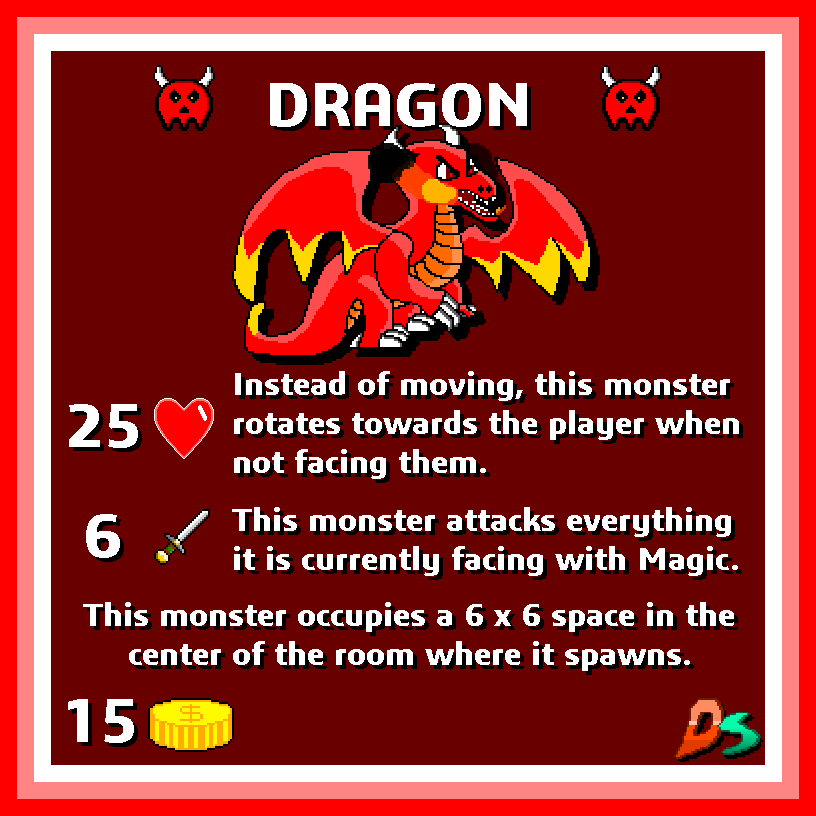 DRAGON
25
Instead of moving, this monster
rotates towards the player when
not facing them.
6
This monster attacks everything
it is currently facing with Magic.
This monster occupies a 6 x 6 space in the
center of the room where it spawns.
15
$
DS